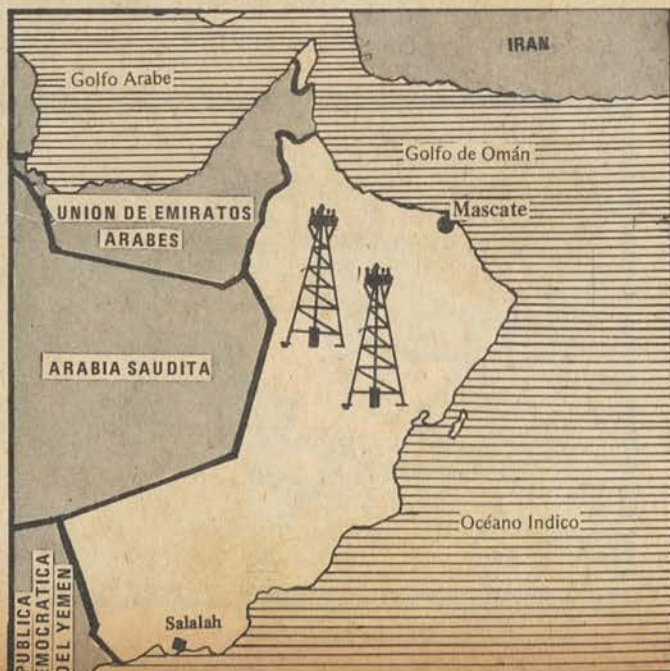 IRAN
Golfo Arabe
Golfo de Omán
UNION DE EMIRATOS
ARABES
Mascate
ARABIA SAUDITA
Océano Indico
Salalah
PUBLICA
EMOCRATICA
DEL YEMEN